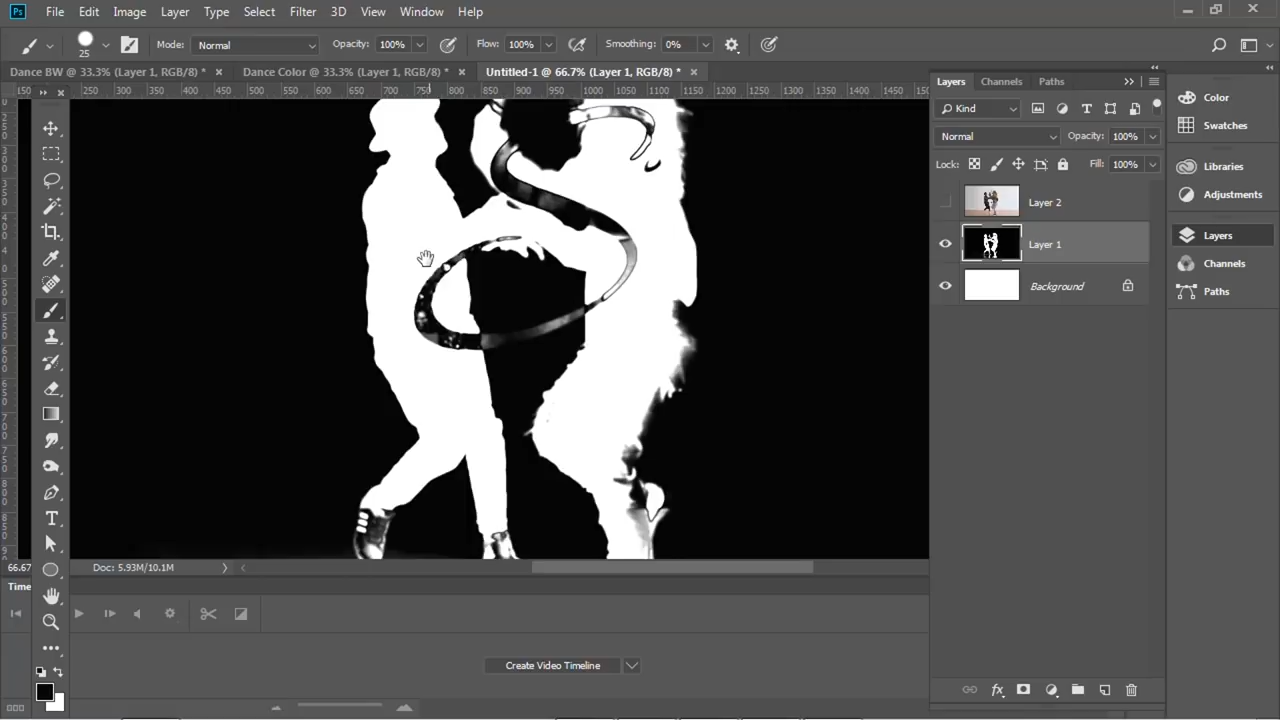 Ps File Edit Image Layer Type Select Filter 3D View Window Help
25 Mode: Normal Opacity: 100% Flow: 100% Smoothing: 0%
Dance BW @ 33.3% (Layer 1, RGB/8) * × Dance Color @ 33.3% (Layer 1, RGB/8) * × Untitled-1 @ 66.7% (Layer 1, RGB/8) * ×
150 250 300 350 400 450 500 550 600 650 700 750 800 850 900 950 1000 1050 1100 1150 1200 1250 1300 1350 1400 1450 150
Layers Channels Paths
Kind
Normal Opacity: 100%
Lock: Fill: 100%
Layer 2
Layer 1
Background
Color
Swatches
Libraries
Adjustments
Layers
Channels
Paths
66.67 Doc: 5.93M/10.1M
Time
Create Video Timeline